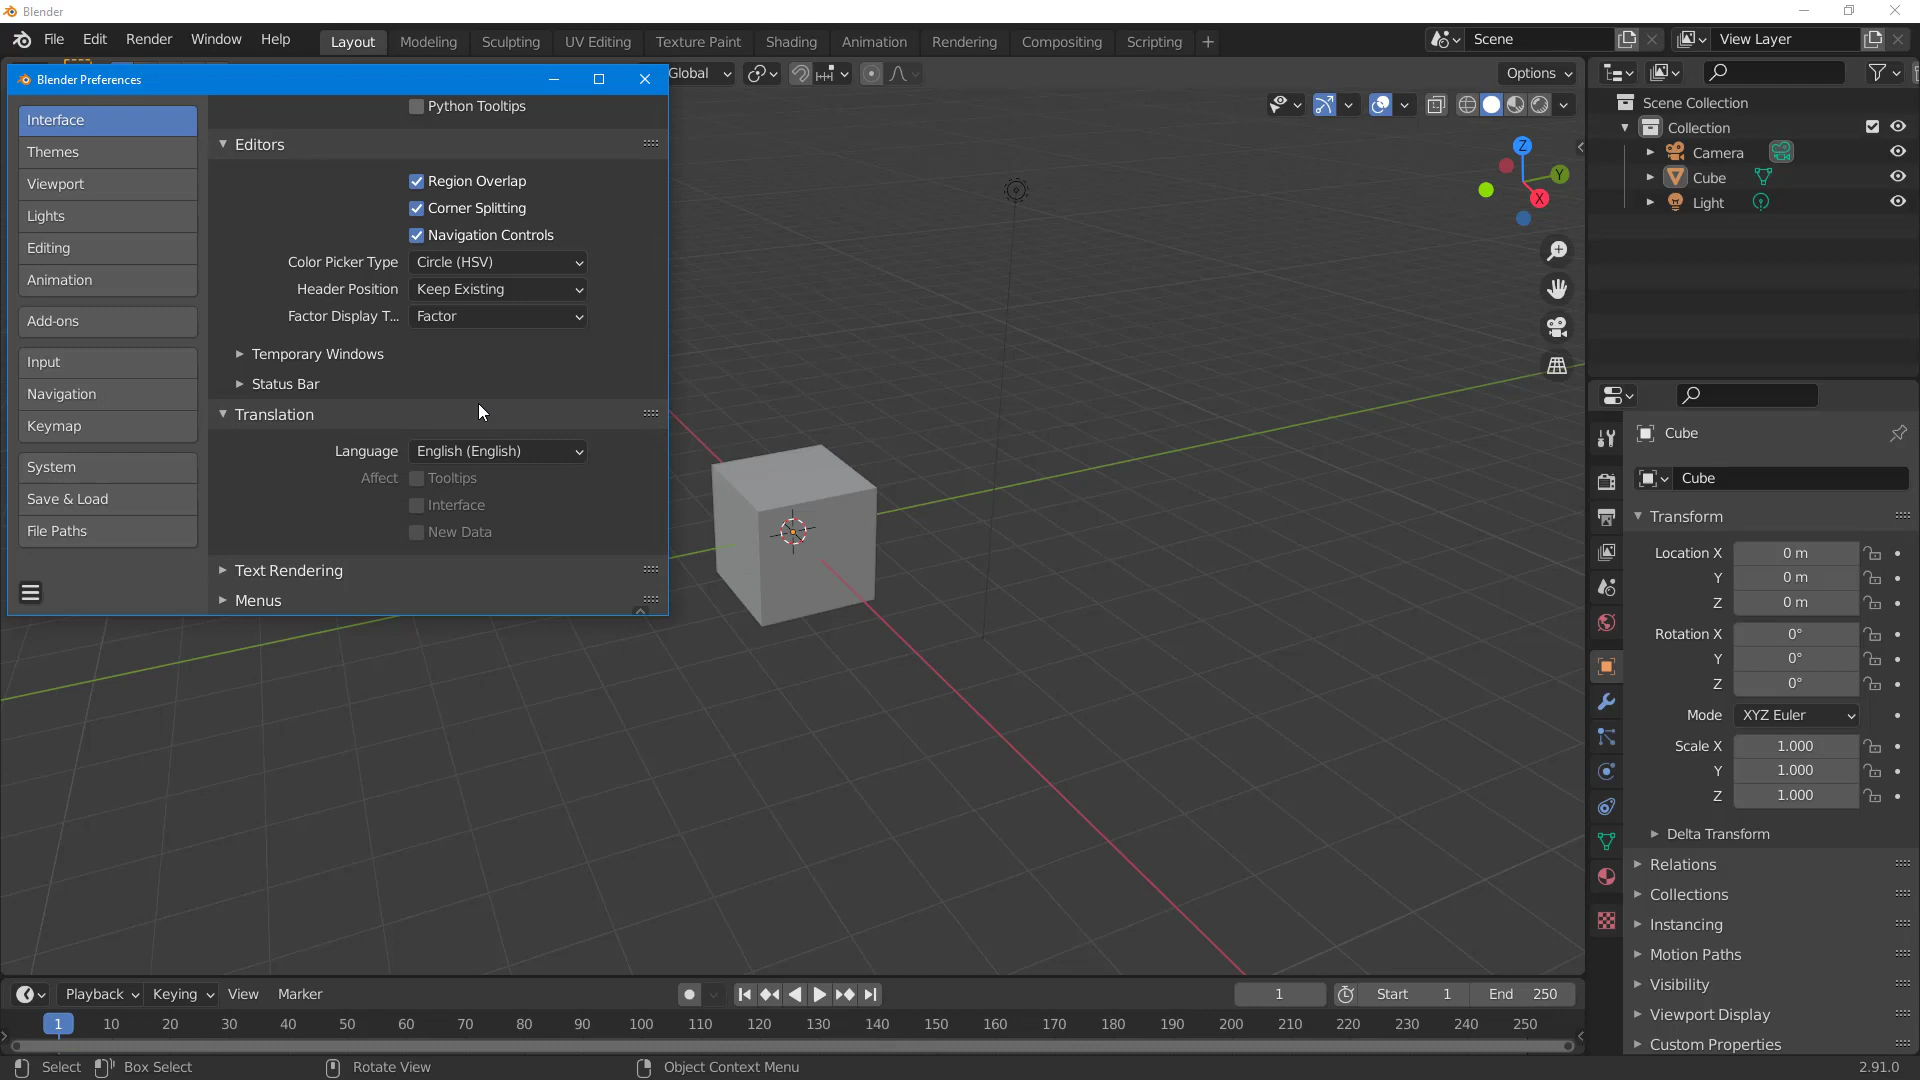 Blender
File Edit Render Window Help Layout Modeling Sculpting UV Editing Texture Paint Shading Animation Rendering Compositing Scripting + Scene View Layer
Blender Preferences
Global Options
Interface
Themes
Viewport
Lights
Editing
Animation
Add-ons
Input
Navigation
Keymap
System
Save & Load
File Paths
Python Tooltips
Editors
Region Overlap
Corner Splitting
Navigation Controls
Color Picker Type Circle (HSV)
Header Position Keep Existing
Factor Display T... Factor
Temporary Windows
Status Bar
Translation
Language English (English)
Affect Tooltips
Interface
New Data
Text Rendering
Menus
Z
Y
X
Scene Collection
Collection
Camera
Cube
Light
Cube
Cube
Transform
Location X 0 m
Y 0 m
Z 0 m
Rotation X 0°
Y 0°
Z 0°
Mode XYZ Euler
Scale X 1.000
Y 1.000
Z 1.000
Delta Transform
Relations
Collections
Instancing
Motion Paths
Visibility
Viewport Display
Custom Properties
Playback Keying View Marker 1 Start 1 End 250
1 10 20 30 40 50 60 70 80 90 100 110 120 130 140 150 160 170 180 190 200 210 220 230 240 250
Select Box Select Rotate View Object Context Menu 2.91.0